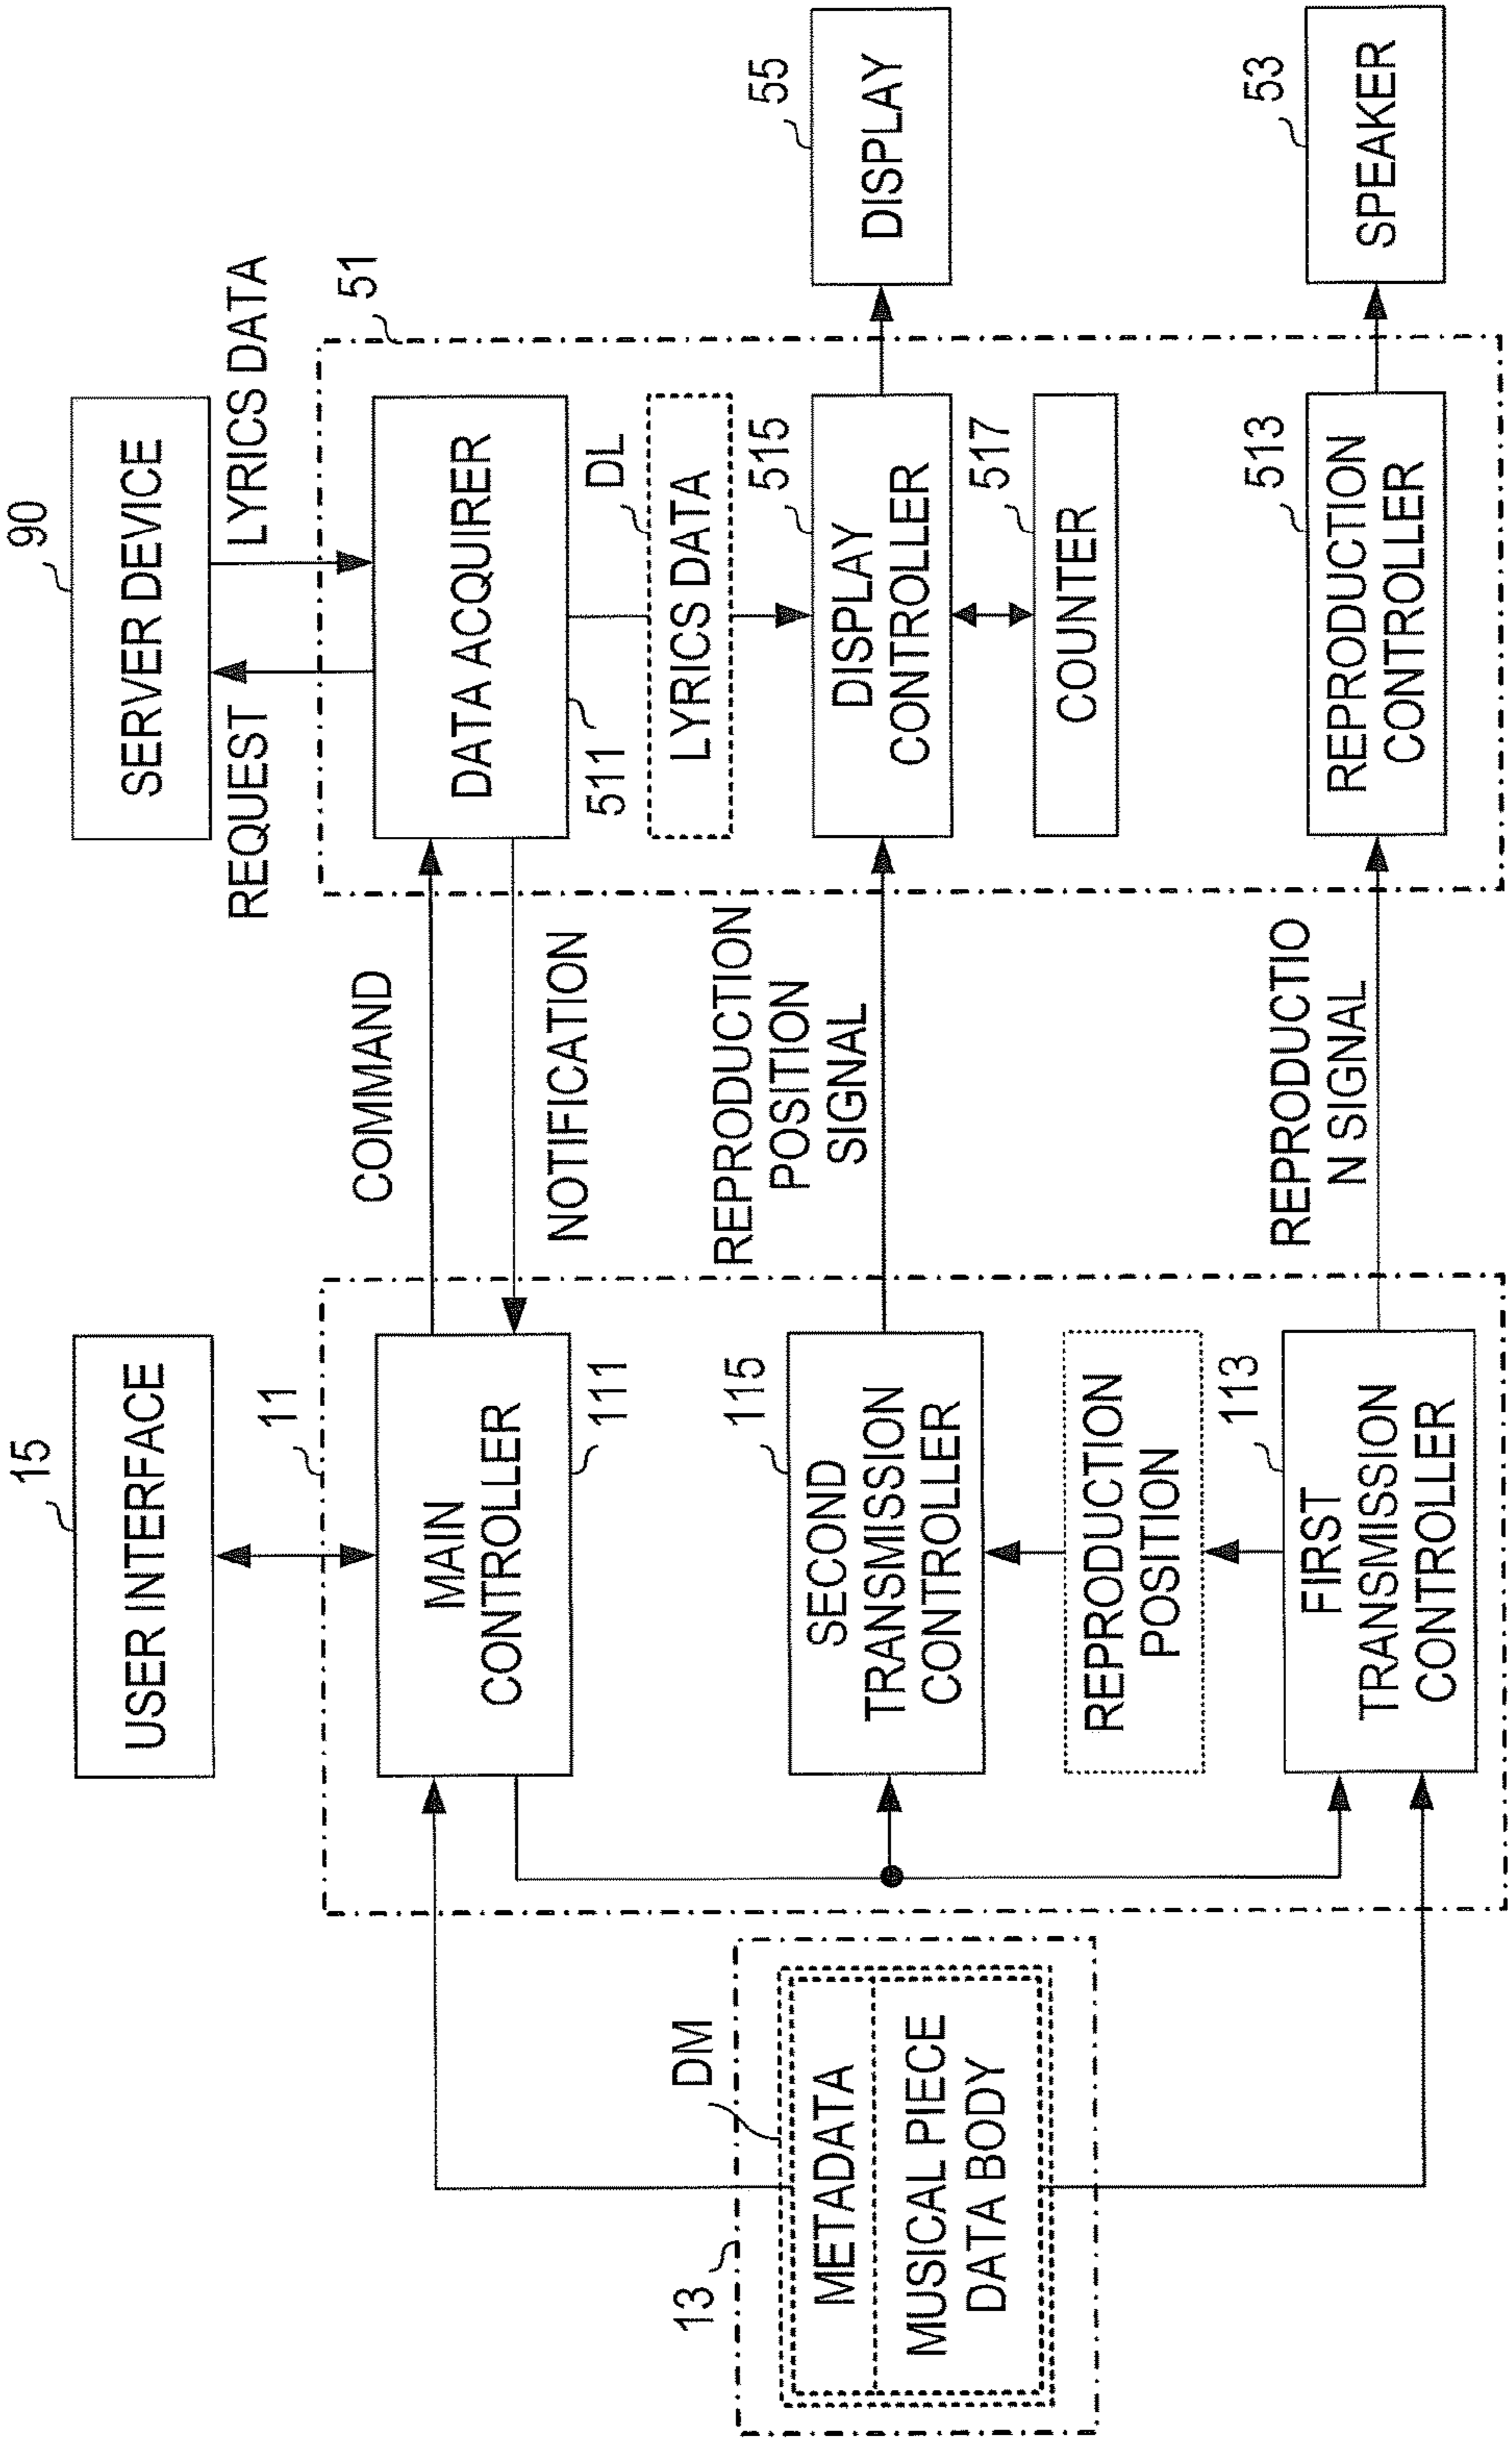 15
USER INTERFACE
90
SERVER DEVICE
REQUEST
LYRICS DATA
11
51
MAIN
CONTROLLER
111
COMMAND
NOTIFICATION
DATA ACQUIRER
511
DL
LYRICS DATA
13
DM
METADATA
MUSICAL PIECE
DATA BODY
115
SECOND
TRANSMISSION
CONTROLLER
REPRODUCTION
POSITION
SIGNAL
515
DISPLAY
CONTROLLER
55
DISPLAY
517
COUNTER
REPRODUCTION
POSITION
113
FIRST
TRANSMISSION
CONTROLLER
REPRODUCTIO
N SIGNAL
513
REPRODUCTION
CONTROLLER
53
SPEAKER